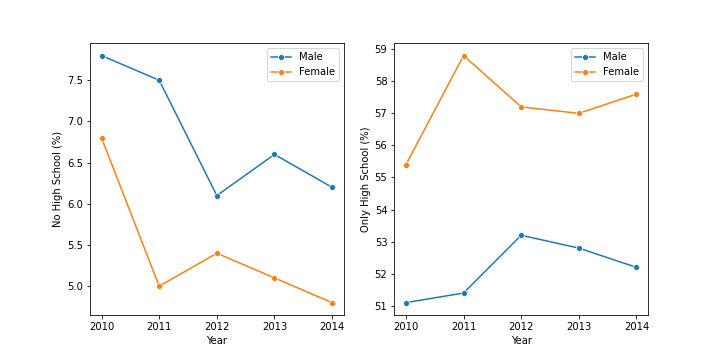 No High School (%)
7.5
7.0
6.5
6.0
5.5
5.0
2010 2011 2012 2013 2014
Year
Male
Female
Only High School (%)
59
58
57
56
55
54
53
52
51
2010 2011 2012 2013 2014
Year
Male
Female